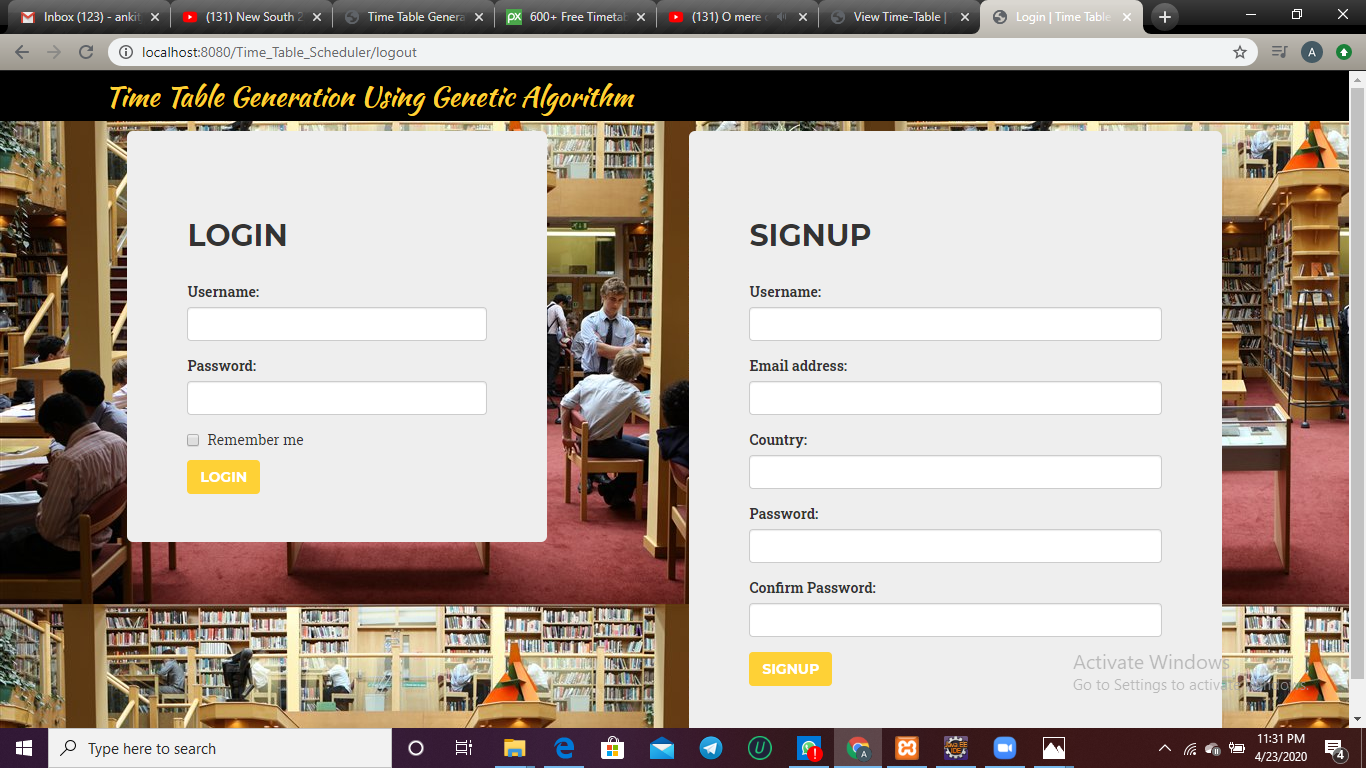 Inbox (123) - ankit
(131) New South Z
Time Table Genera
600+ Free Timetab
(131) O mere
View Time-Table |
Login | Time Table
localhost:8080/Time_Table_Scheduler/logout
A
Time Table Generation Using Genetic Algorithm
LOGIN
Username:
Password:
Remember me
LOGIN
SIGNUP
Username:
Email address:
Country:
Password:
Confirm Password:
SIGNUP
Activate Windows
Go to Settings to activate Windows.
Type here to search
11:31 PM
4/23/2020
4